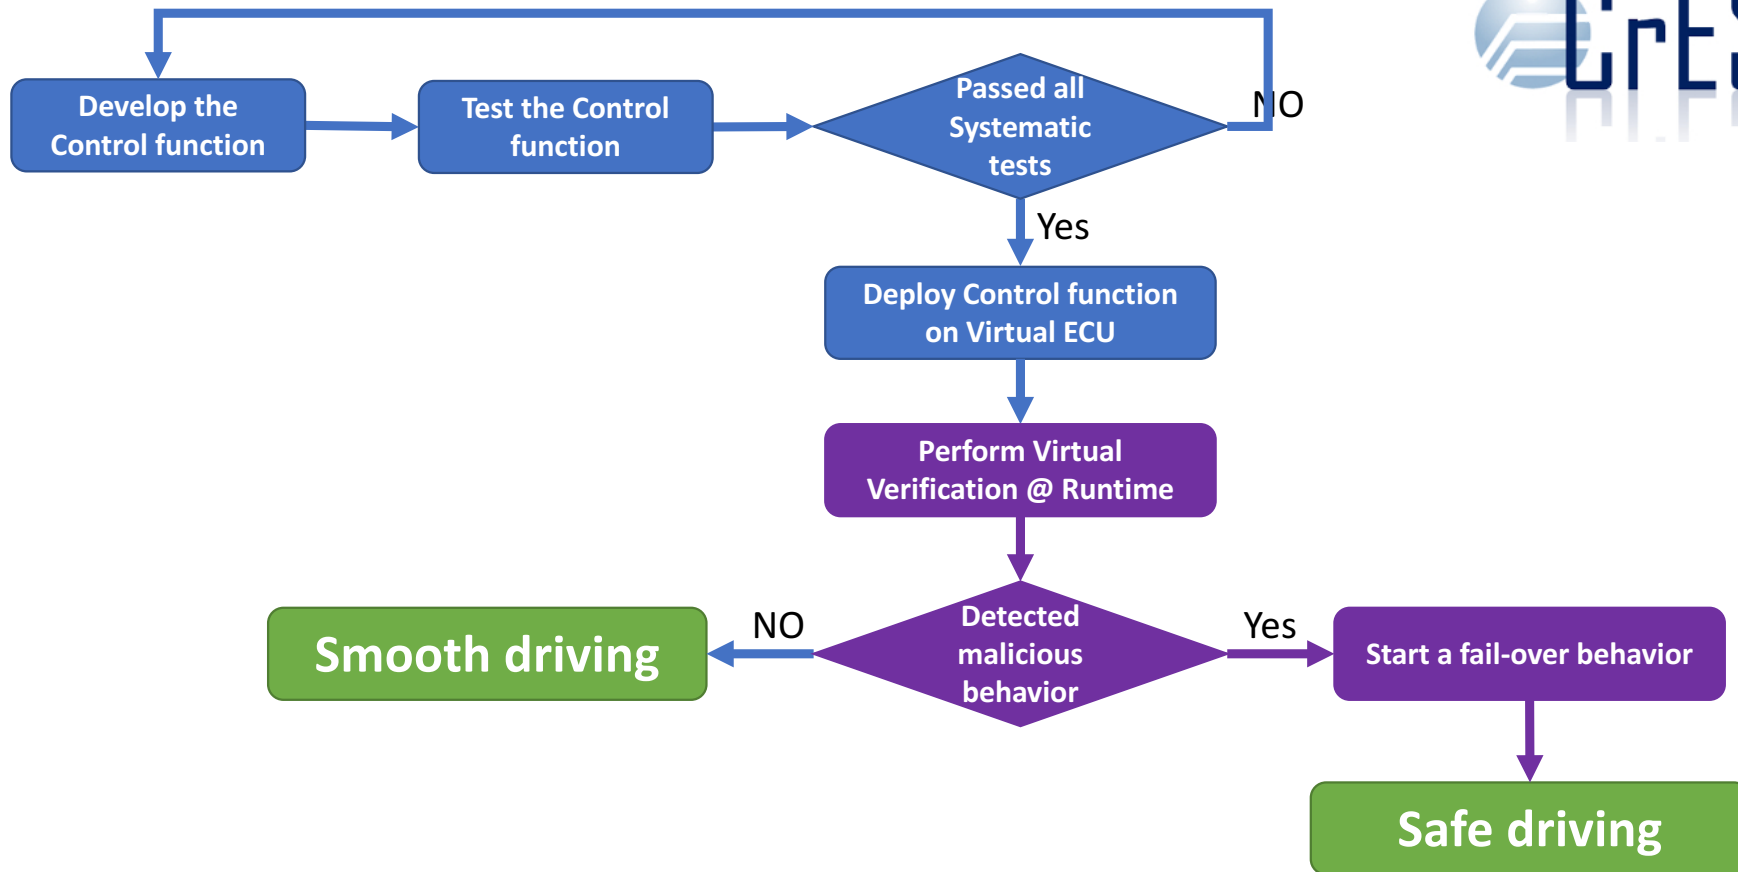 Develop the
Control function
Test the Control
function
Passed all
Systematic
tests
NO
Yes
Deploy Control function
on Virtual ECU
Perform Virtual
Verification @ Runtime
Detected
malicious
behavior
NO
Yes
Smooth driving
Start a fail-over behavior
Safe driving